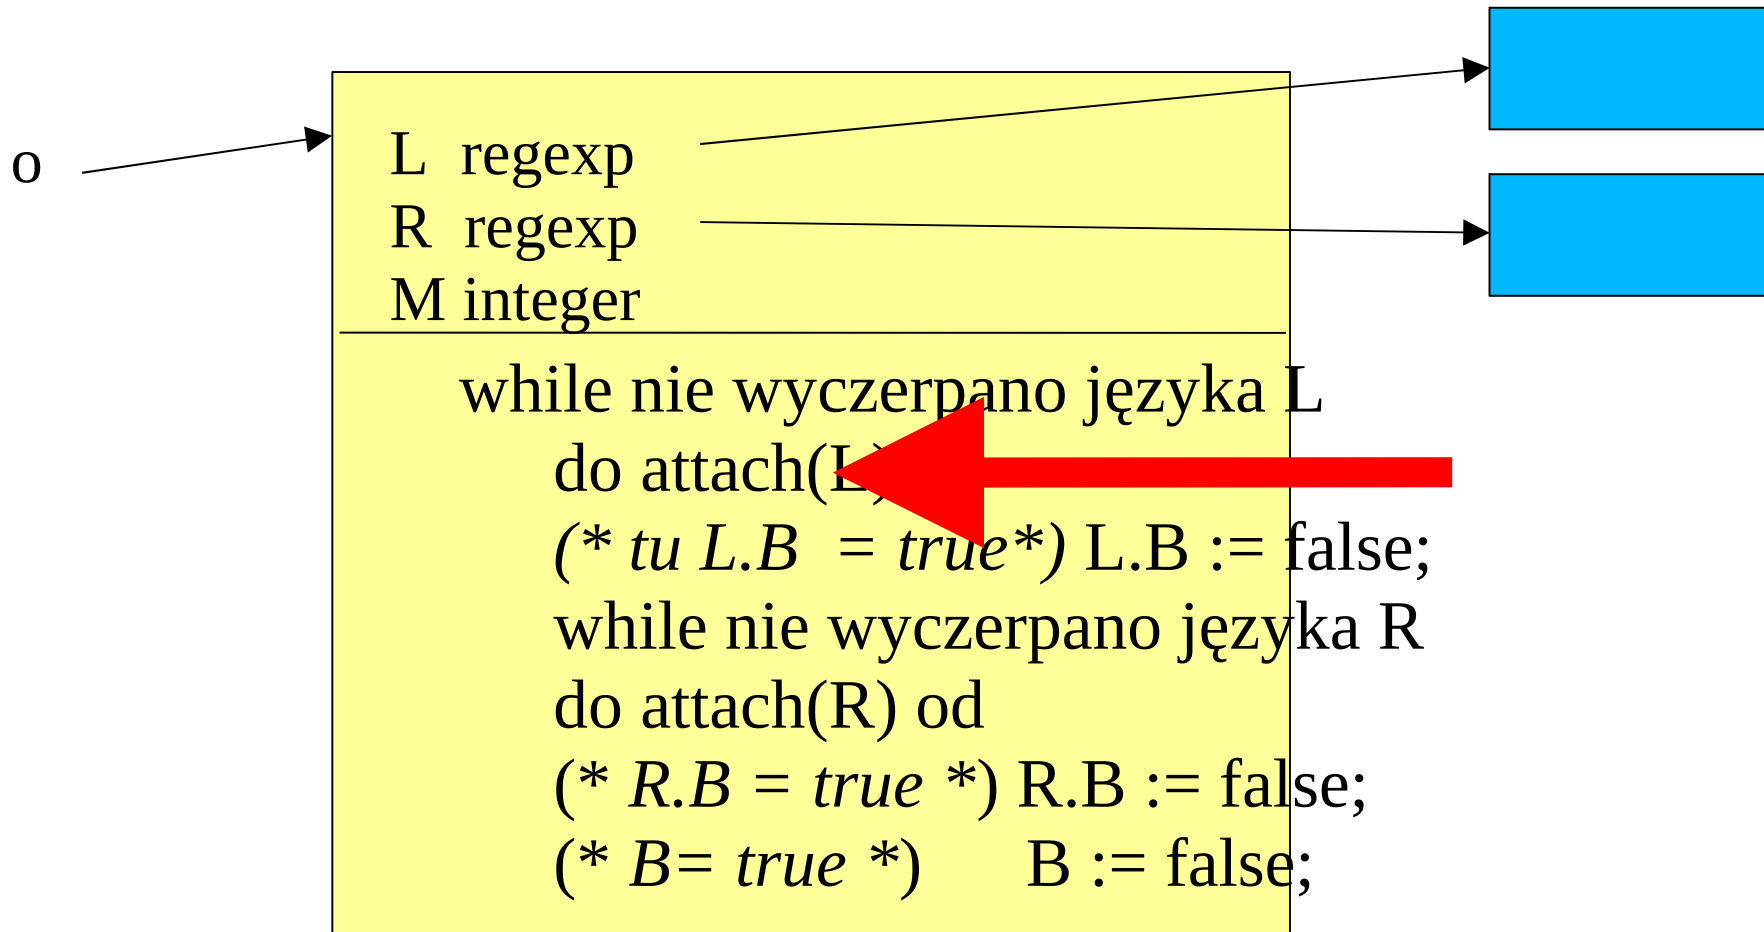 o
L regexp
R regexp
M integer
while nie wyczerpano języka L
do attach(L)
(* tu L.B = true*) L.B := false;
while nie wyczerpano języka R
do attach(R) od
(* R.B = true *) R.B := false;
(* B= true *) B := false;